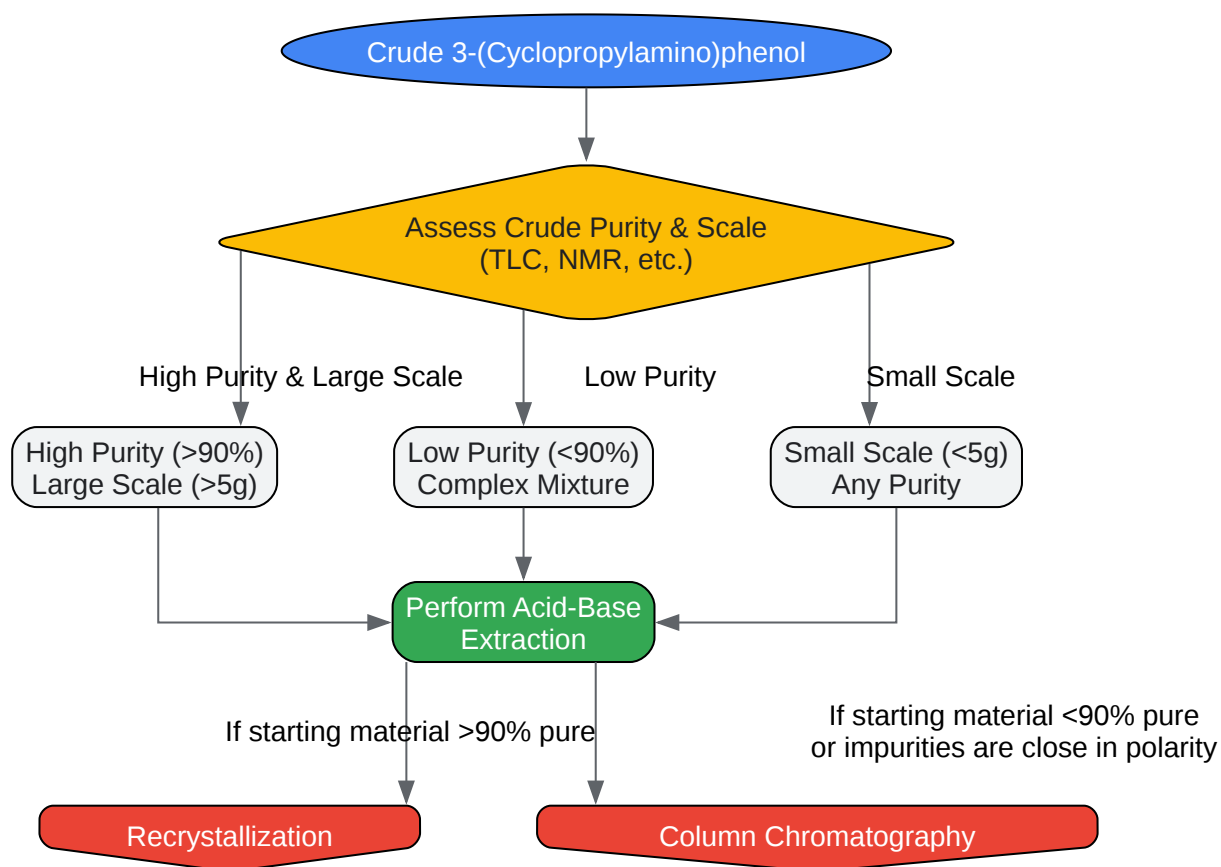 Crude 3-(Cyclopropylamino)phenol
Assess Crude Purity & Scale
(TLC, NMR, etc.)
High Purity & Large Scale
Low Purity
Small Scale
High Purity (>90%)
Large Scale (>5g)
Low Purity (<90%)
Complex Mixture
Small Scale (<5g)
Any Purity
Perform Acid-Base
Extraction
If starting material >90% pure
If starting material <90% pure
or impurities are close in polarity
Recrystallization
Column Chromatography